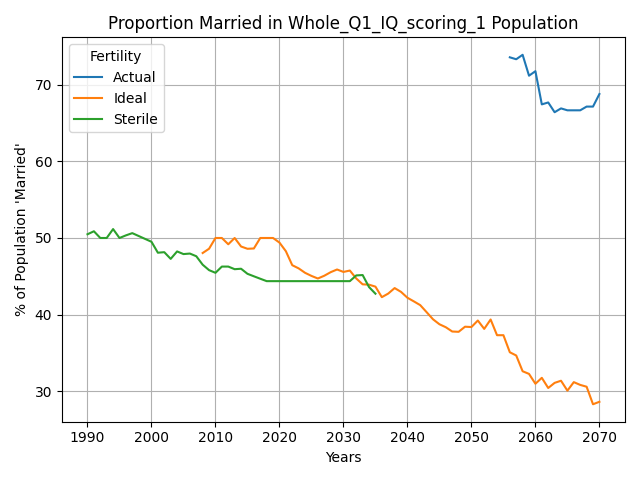 Proportion Married in Whole_Q1_IQ_scoring_1 Population
Fertility
Actual
Ideal
Sterile
% of Population 'Married'
70
60
50
40
30
1990 2000 2010 2020 2030 2040 2050 2060 2070
Years